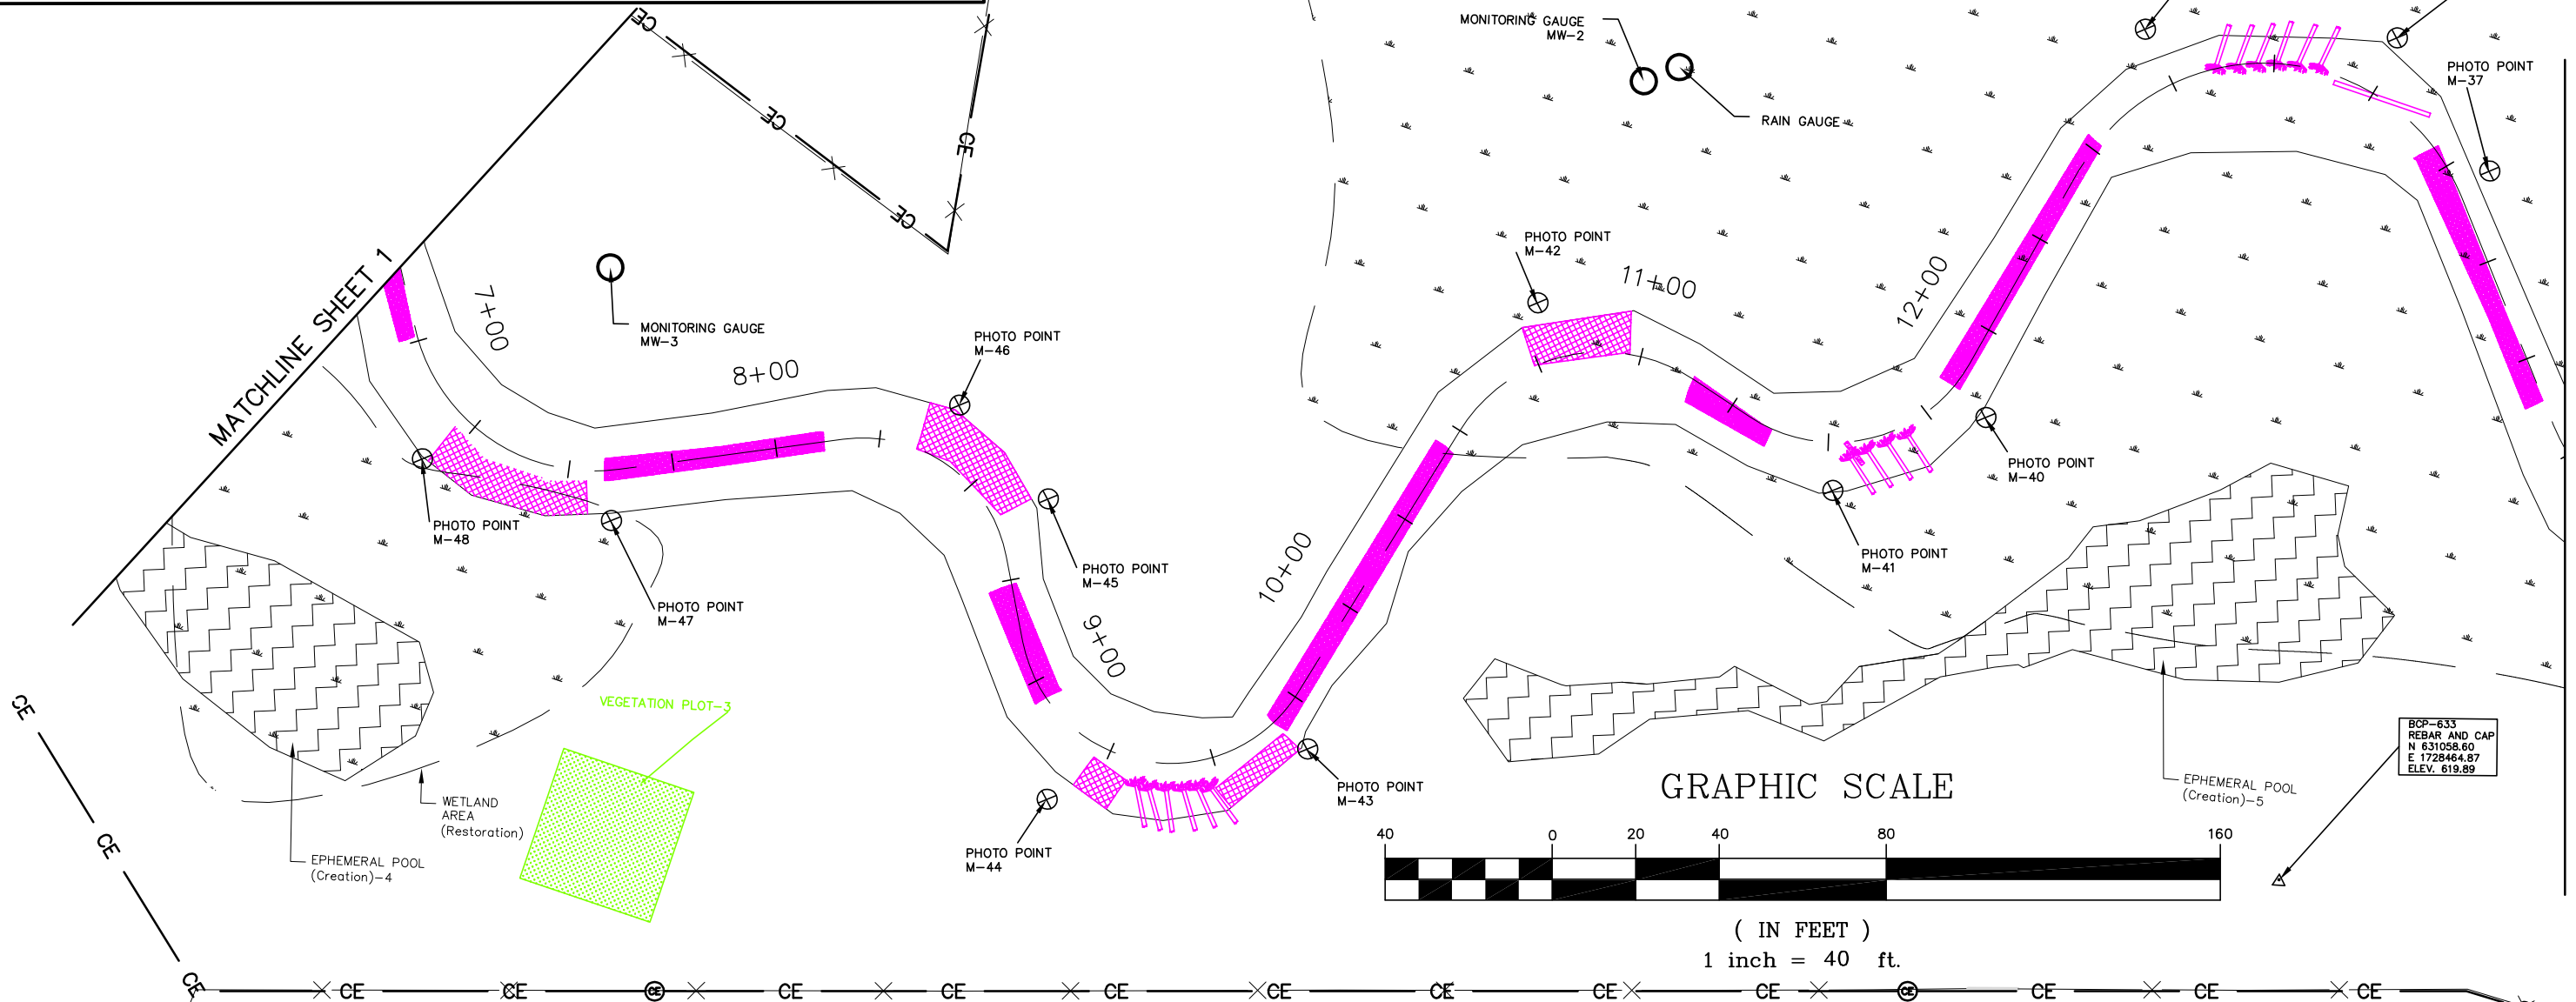 CE
CE
CE
CE
MATCHLINE SHEET 1
7+00
MONITORING GAUGE
MW-3
8+00
PHOTO POINT
M-46
PHOTO POINT
M-48
PHOTO POINT
M-47
PHOTO POINT
M-45
9+00
VEGETATION PLOT-3
WETLAND
AREA
(Restoration)
EPHEMERAL POOL
(Creation)-4
PHOTO POINT
M-44
PHOTO POINT
M-43
10+00
MONITORING GAUGE
MW-2
RAIN GAUGE
PHOTO POINT
M-42
11+00
12+00
PHOTO POINT
M-37
PHOTO POINT
M-40
PHOTO POINT
M-41
EPHEMERAL POOL
(Creation)-5
BCP-633
REBAR AND CAP
N 631058.60
E 1728464.87
ELEV. 619.89
GRAPHIC SCALE
40 0 20 40 80 160
( IN FEET )
1 inch = 40 ft.
CE
CE
CE
CE CE CE CE CE CE CE CE CE CE CE CE CE CE